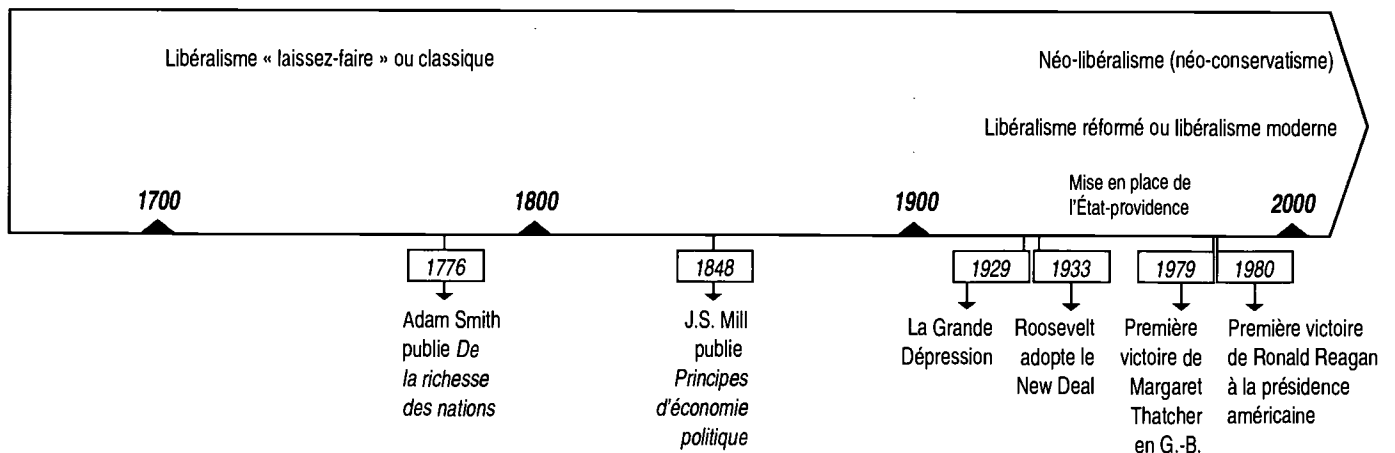 Libéralisme « laissez-faire » ou classique
Néo-libéralisme (néo-conservatisme)
Libéralisme réformé ou libéralisme moderne
Mise en place de
l'État-providence
1700
1800
1900
2000
1776
Adam Smith
publie De
la richesse
des nations
1848
J.S. Mill
publie
Principes
d'économie
politique
1929
La Grande
Dépression
1933
Roosevelt
adopte le
New Deal
1979
Première
victoire de
Margaret
Thatcher
en G.-B.
1980
Première victoire
de Ronald Reagan
à la présidence
américaine